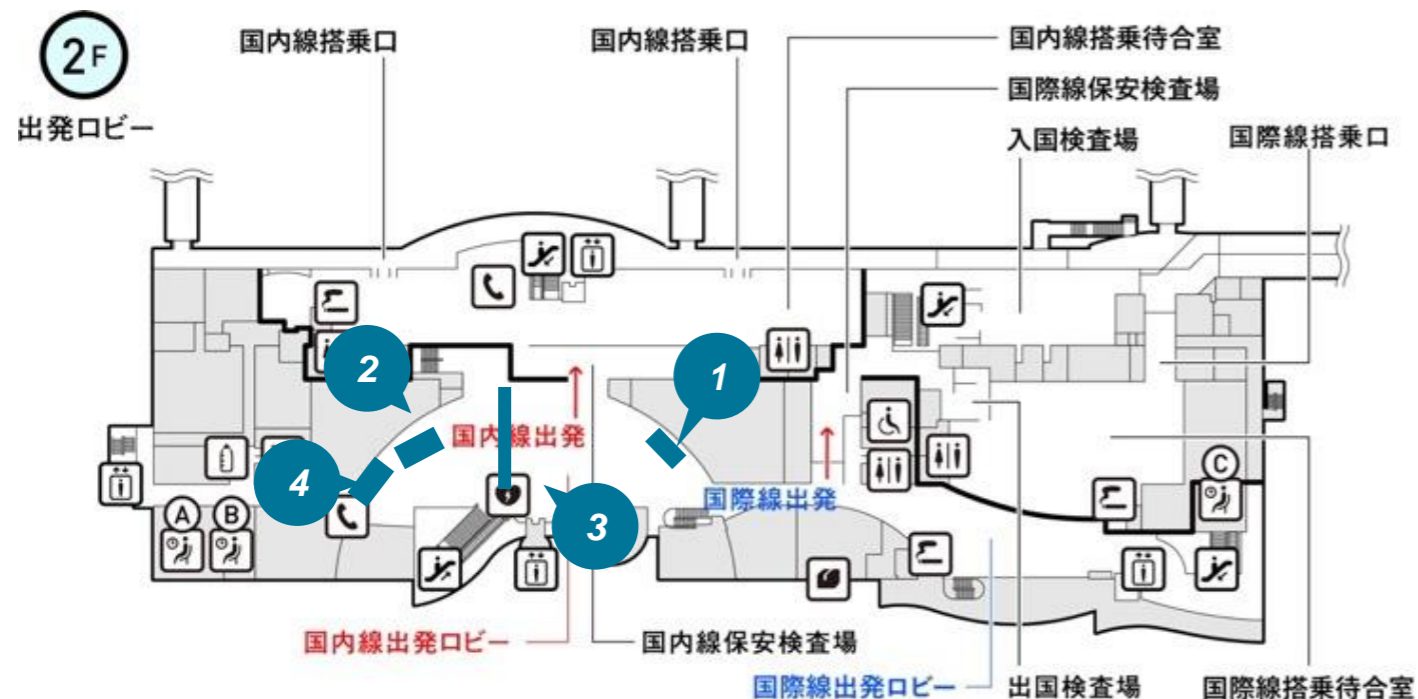 2F
出発ロビー
国内線搭乗口
国内線搭乗口
国内線搭乗待合室
国際線保安検査場
入国検査場
国際線搭乗口
2
1
国内線出発
4
国際線出発
3
A
B
C
国内線出発ロビー
国内線保安検査場
国際線出発ロビー
出国検査場
国際線搭乗待合室